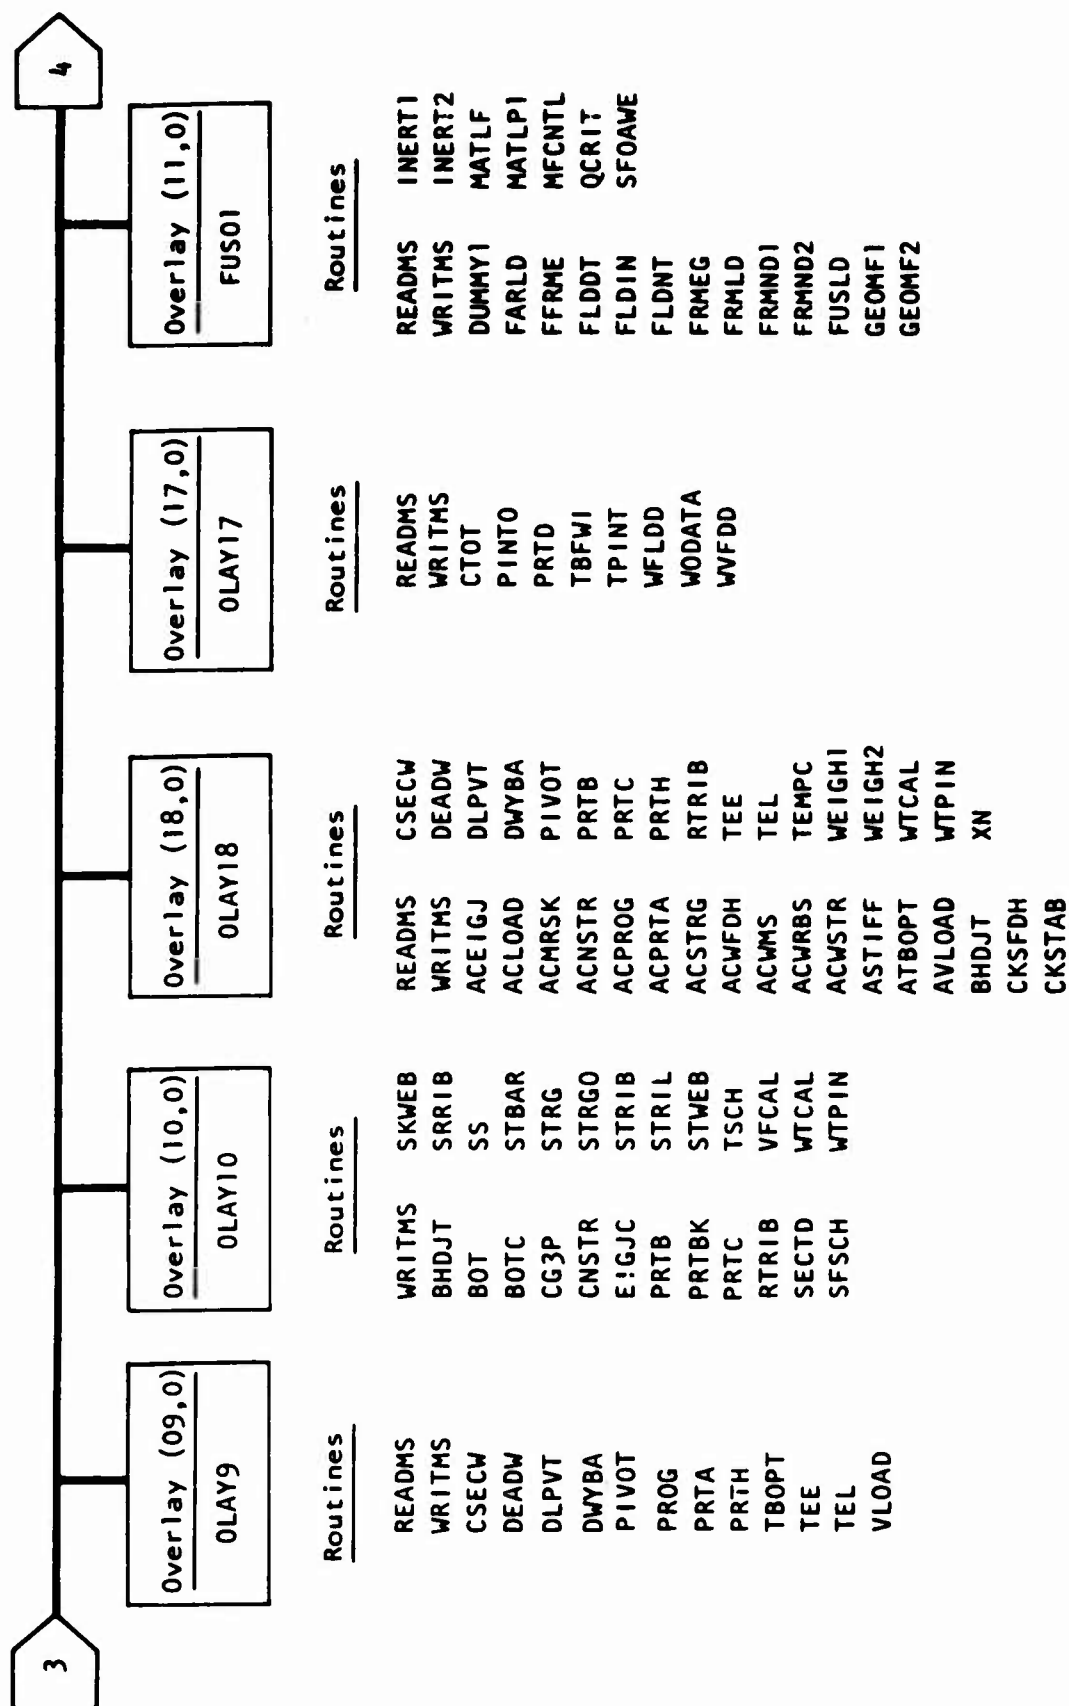 3
4
Overlay (09,0)
OLAY9
Routines
READMS
WRITMS
CSECW
DEADW
DLPVT
DWYBA
PIVOT
PROG
PRTA
PRTH
TBOPT
TEE
TEL
VLOAD
Overlay (10,0)
OLAY10
Routines
WRITMS SKWEB
BHDJT SRRIB
BOT SS
BOTC STBAR
CG3P STRG
CNSTR STRGO
E!GJC STRIB
PRTB STRIL
PRTBK STWEB
PRTC TSCH
RTRIB VFCAL
SECTD WTCAL
SFSCH WTPIN
Overlay (18,0)
OLAY18
Routines
READMS CSECW
WRITMS DEADW
ACEIGJ DLPVT
ACLOAD DWYBA
ACMRSK PIVOT
ACNSTR PRTB
ACPROG PRTC
ACPRTA PRTH
ACSTRG RTRIB
ACWFDH TEE
ACWMS TEL
ACWRBS TEMPC
ACWSTR WEIGH1
ASTIFF WEIGH2
ATBOPT WTCAL
AVLOAD WTPIN
BHDJT XN
CKSFDH
CKSTAB
Overlay (17,0)
OLAY17
Routines
READMS
WRITMS
CTOT
PINTO
PRTD
TBFWI
TPINT
WFLDD
WODATA
WVFDD
Overlay (11,0)
FUS01
Routines
READMS INERT1
WRITMS INERT2
DUMMY1 MATLF
FARLD MATLP1
FFRME MFCNTL
FLDDT QCRIT
FLDIN SFOAWE
FLDNT
FRMEG
FRMLD
FRMND1
FRMND2
FUSLD
GEOMF1
GEOMF2